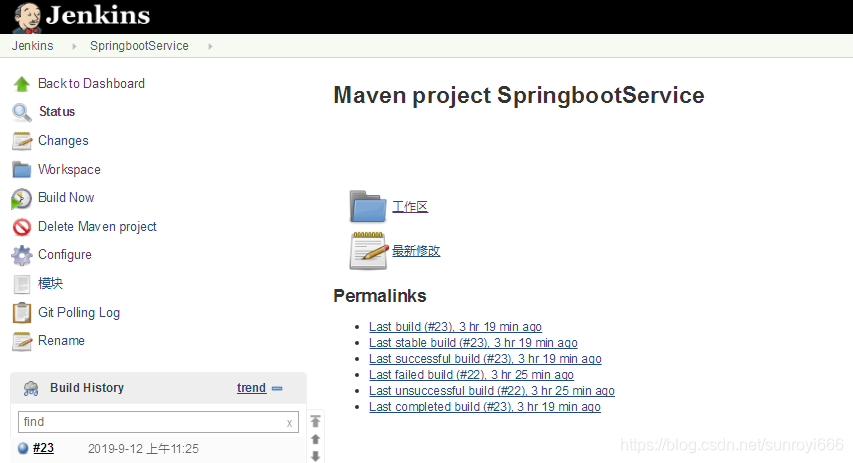 Jenkins
Jenkins SpringbootService
Back to Dashboard
Status
Changes
Workspace
Build Now
Delete Maven project
Configure
模块
Git Polling Log
Rename
Build History trend
find x
#23 2019-9-12 上午11:25
Maven project SpringbootService
工作区
最新修改
Permalinks
Last build (#23), 3 hr 19 min ago
Last stable build (#23), 3 hr 19 min ago
Last successful build (#23), 3 hr 19 min ago
Last failed build (#22), 3 hr 25 min ago
Last unsuccessful build (#22), 3 hr 25 min ago
Last completed build (#23), 3 hr 19 min ago
https://blog.csdn.net/sunroyi666